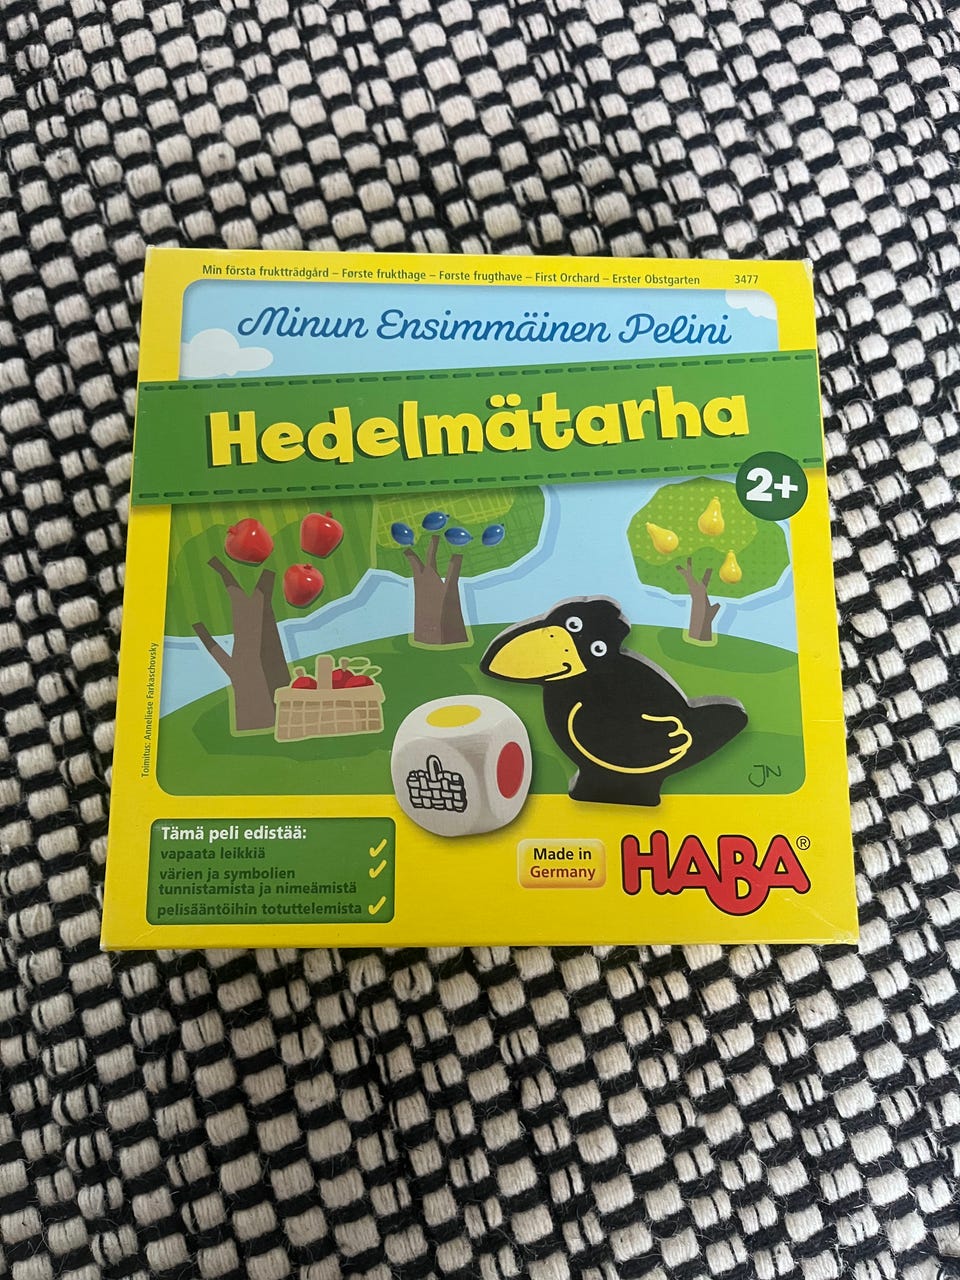 Min första fruktträdgård – Første frukthage – Første frugthave – First Orchard – Erster Obstgarten 3477
Minun Ensimmäinen Pelini
Hedelmätarha
2+
Toimitus: Anneliese Farkaschovsky
JN
Tämä peli edistää:
vapaata leikkiä
värien ja symbolien
tunnistamista ja nimeämistä
pelisääntöihin totuttelemista
Made in
Germany
HABA®